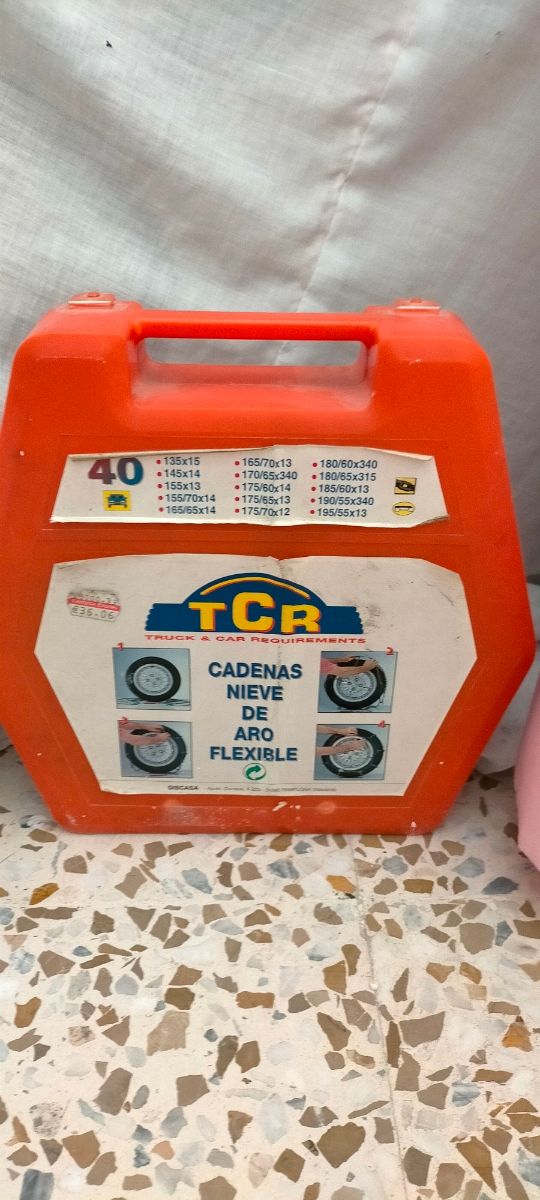 40
• 135x15
• 145x14
• 155x13
• 155/70x14
• 165/65x14
• 165/70x13
• 170/65x340
• 175/60x14
• 175/65x13
• 175/70x12
• 180/60x340
• 180/65x315
• 185/60x13
• 190/55x340
• 195/55x13
€36.06
TCR
TRUCK & CAR REQUIREMENTS
1
2
3
4
CADENAS
NIEVE
DE
ARO
FLEXIBLE
DISCASA